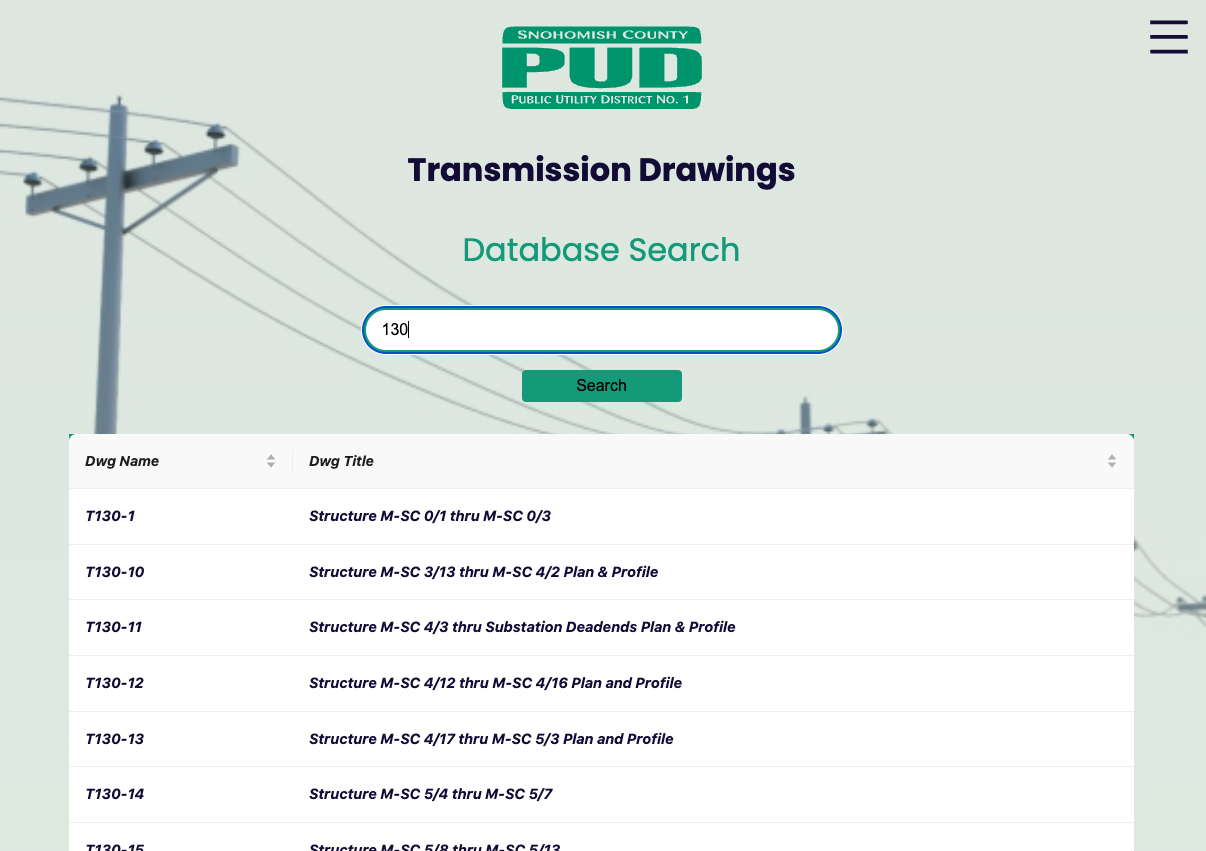 SNOHOMISH COUNTY
PUD
PUBLIC UTILITY DISTRICT NO. 1
Transmission Drawings
Database Search
130
Search
Dwg Name Dwg Title
T130-1 Structure M-SC 0/1 thru M-SC 0/3
T130-10 Structure M-SC 3/13 thru M-SC 4/2 Plan & Profile
T130-11 Structure M-SC 4/3 thru Substation Deadends Plan & Profile
T130-12 Structure M-SC 4/12 thru M-SC 4/16 Plan and Profile
T130-13 Structure M-SC 4/17 thru M-SC 5/3 Plan and Profile
T130-14 Structure M-SC 5/4 thru M-SC 5/7
T130-15 Structure M-SC 5/8 thru M-SC 5/13